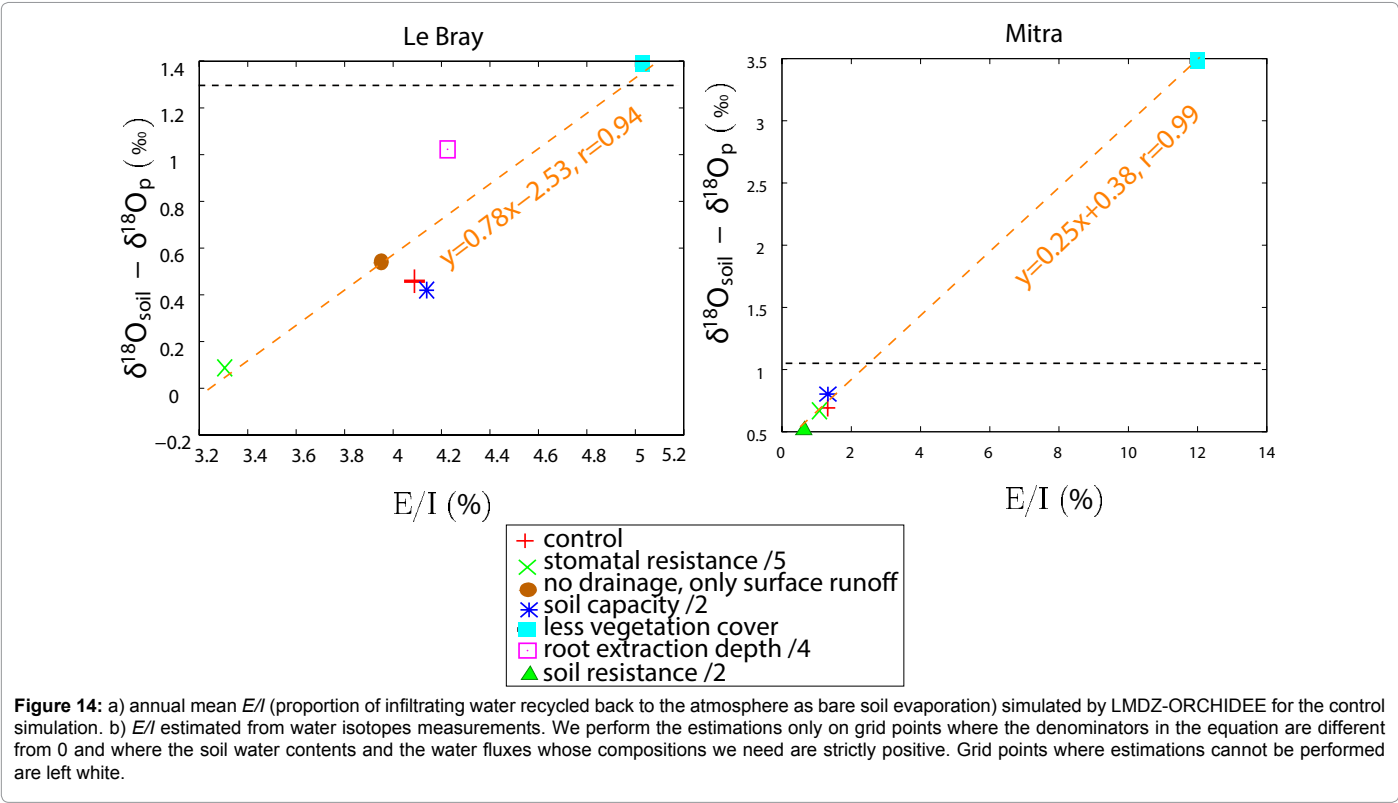 Le Bray
1.4
1.2
1
0.8
0.6
0.4
0.2
0
−0.2
δ¹⁸O_soil − δ¹⁸O_p (‰)
y=0.78x−2.53, r=0.94
3.2 3.4 3.6 3.8 4 4.2 4.4 4.6 4.8 5 5.2
E/I (%)
Mitra
3.5
3
2.5
2
1.5
1
0.5
δ¹⁸O_soil − δ¹⁸O_p (‰)
y=0.25x+0.38, r=0.99
0 2 4 6 8 10 12 14
E/I (%)
control
stomatal resistance /5
no drainage, only surface runoff
soil capacity /2
less vegetation cover
root extraction depth /4
soil resistance /2
Figure 14: a) annual mean E/I (proportion of infiltrating water recycled back to the atmosphere as bare soil evaporation) simulated by LMDZ-ORCHIDEE for the control
simulation. b) E/I estimated from water isotopes measurements. We perform the estimations only on grid points where the denominators in the equation are different
from 0 and where the soil water contents and the water fluxes whose compositions we need are strictly positive. Grid points where estimations cannot be performed
are left white.